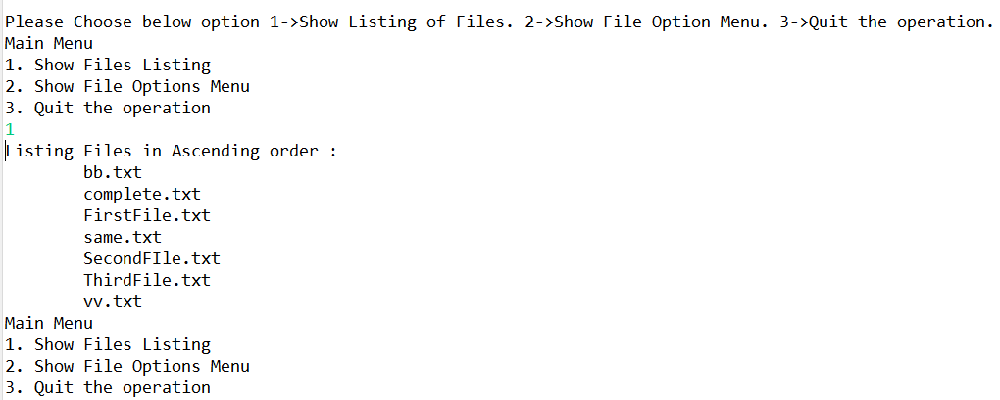 Please Choose below option 1->Show Listing of Files. 2->Show File Option Menu. 3->Quit the operation.
Main Menu
1. Show Files Listing
2. Show File Options Menu
3. Quit the operation
1
Listing Files in Ascending order :
bb.txt
complete.txt
FirstFile.txt
same.txt
SecondFIle.txt
ThirdFile.txt
vv.txt
Main Menu
1. Show Files Listing
2. Show File Options Menu
3. Quit the operation